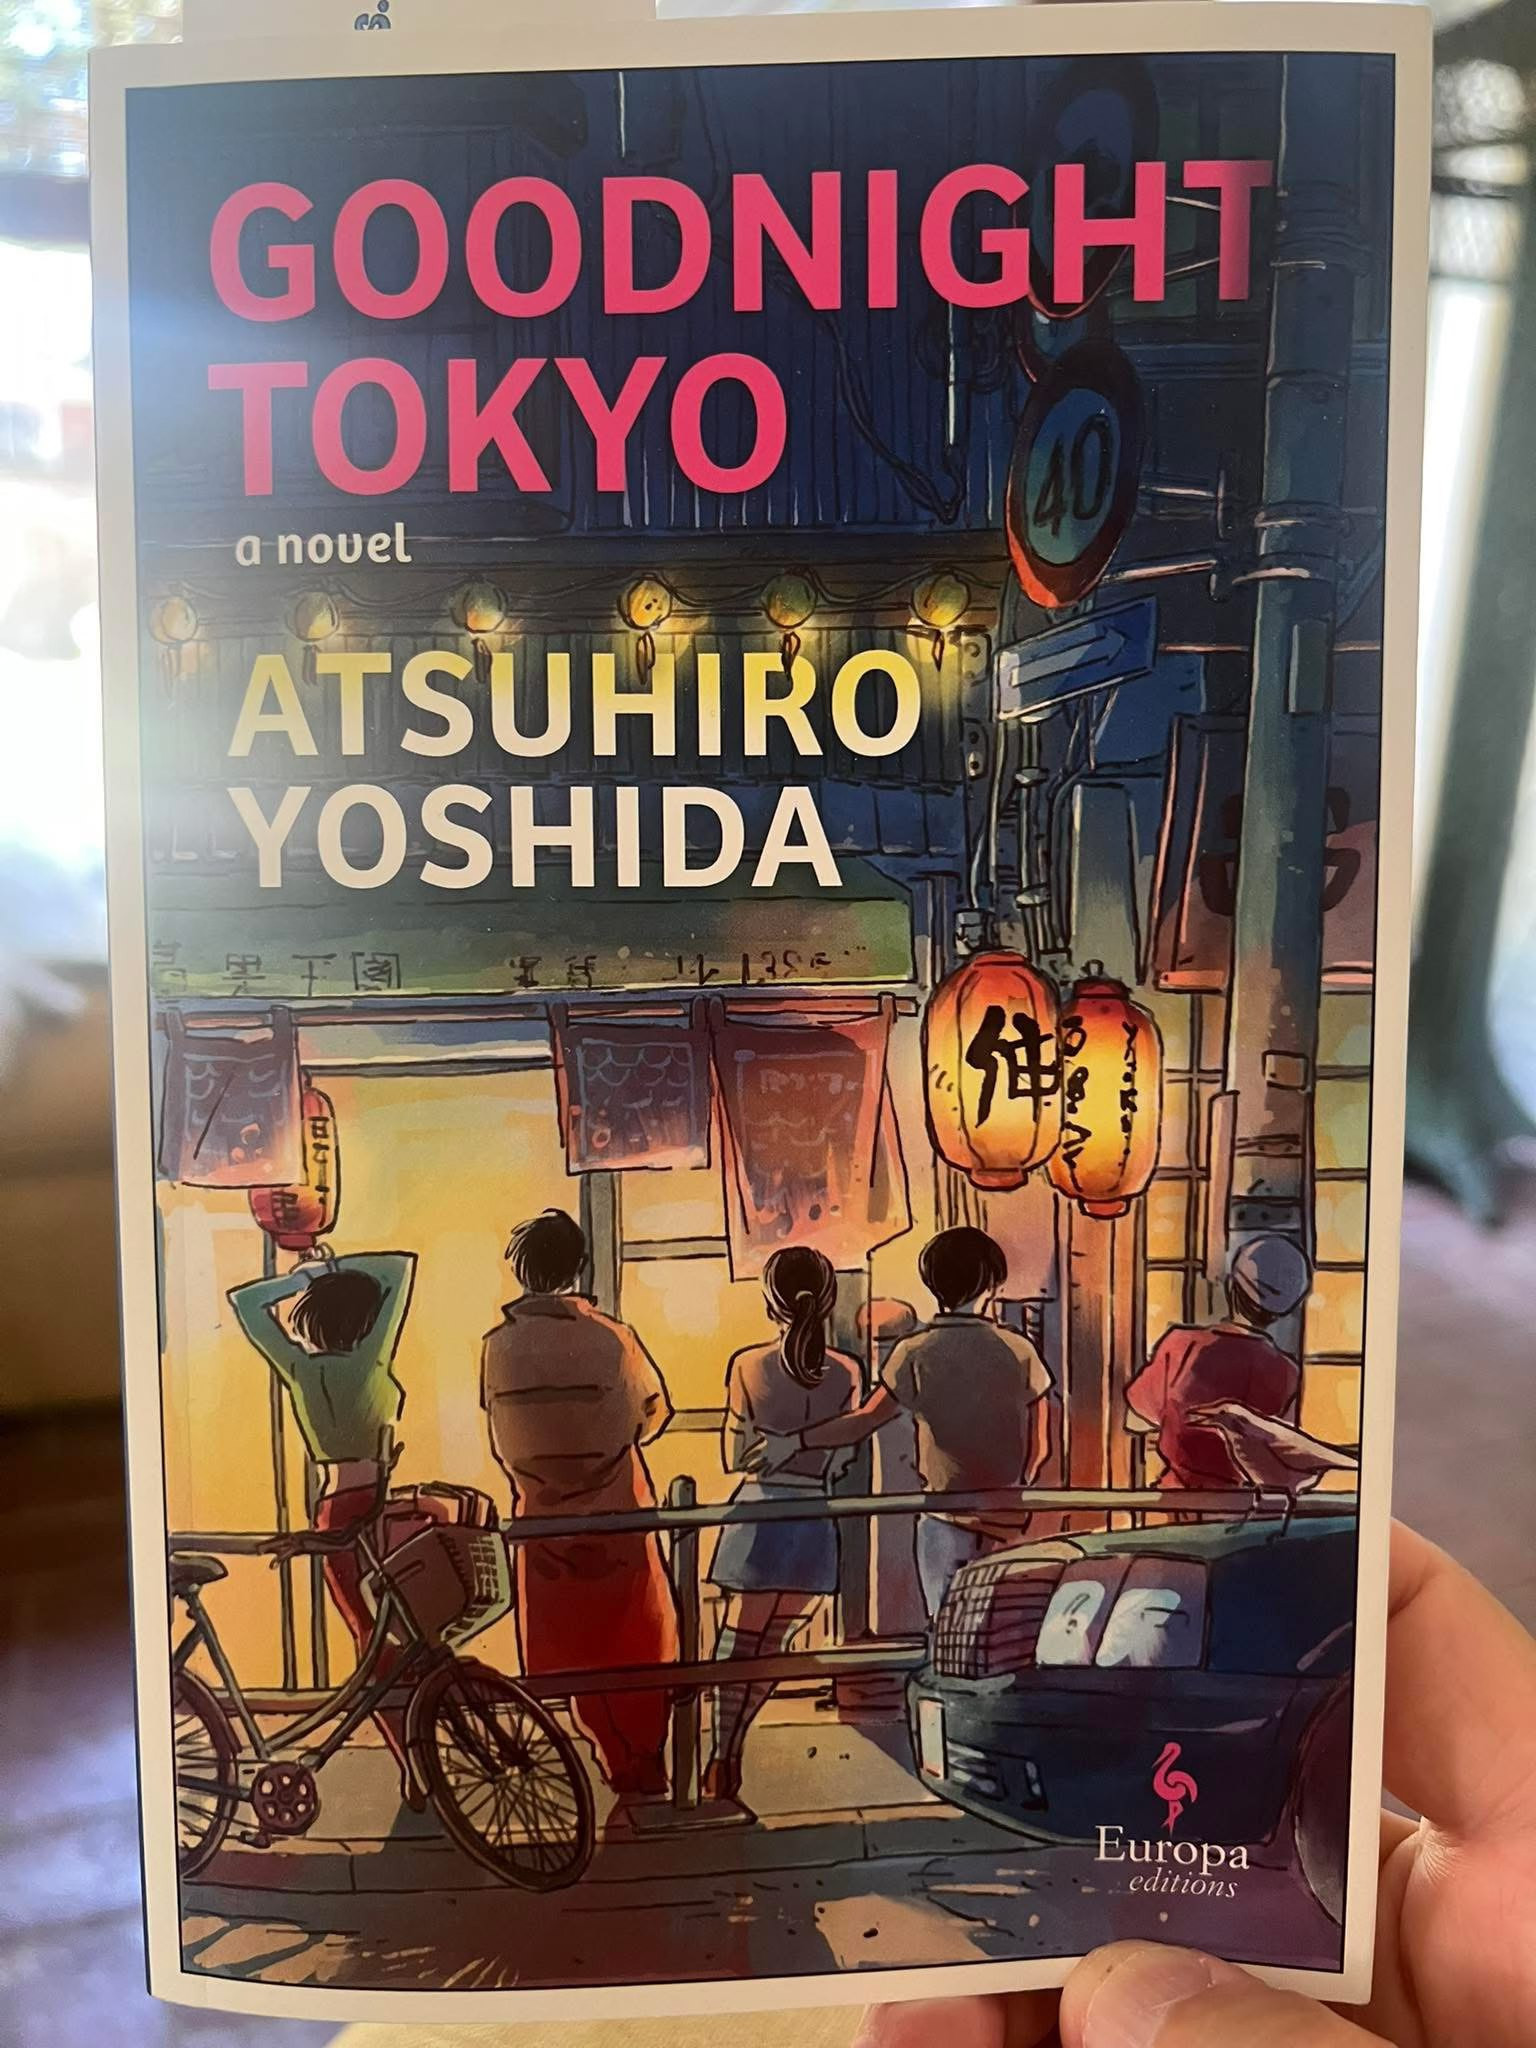 GOODNIGHT
TOKYO
a novel
40
ATSUHIRO
YOSHIDA
Europa
editions